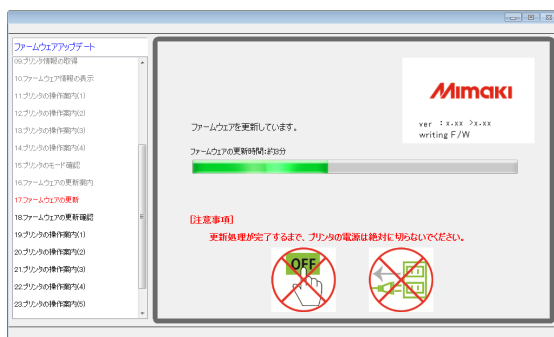 ファームウェアアップデート
09.プリンタ情報の取得
10.ファームウェア情報の表示
11.プリンタの操作案内(1)
12.プリンタの操作案内(2)
13.プリンタの操作案内(3)
14.プリンタの操作案内(4)
15.プリンタのモード確認
16.ファームウェアの更新案内
17.ファームウェアの更新
18.ファームウェアの更新確認
19.プリンタの操作案内(1)
20.プリンタの操作案内(2)
21.プリンタの操作案内(3)
22.プリンタの操作案内(4)
23.プリンタの操作案内(5)
Mimaki
ver :x.xx >x.xx
writing F/W
ファームウェアを更新しています。
ファームウェアの更新時間:約3分
[注意事項]
更新処理が完了するまで、プリンタの電源は絶対に切らないでください。
OFF